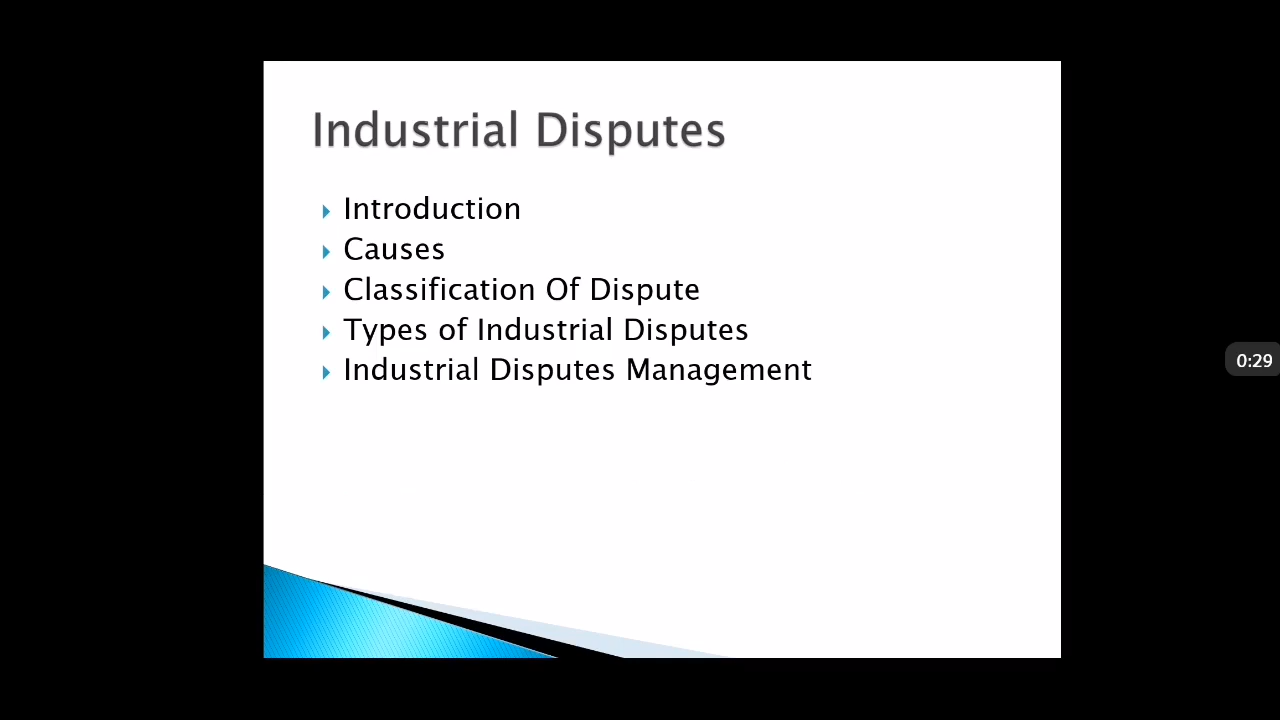 Industrial Disputes
Introduction
Causes
Classification Of Dispute
Types of Industrial Disputes
Industrial Disputes Management
0:29